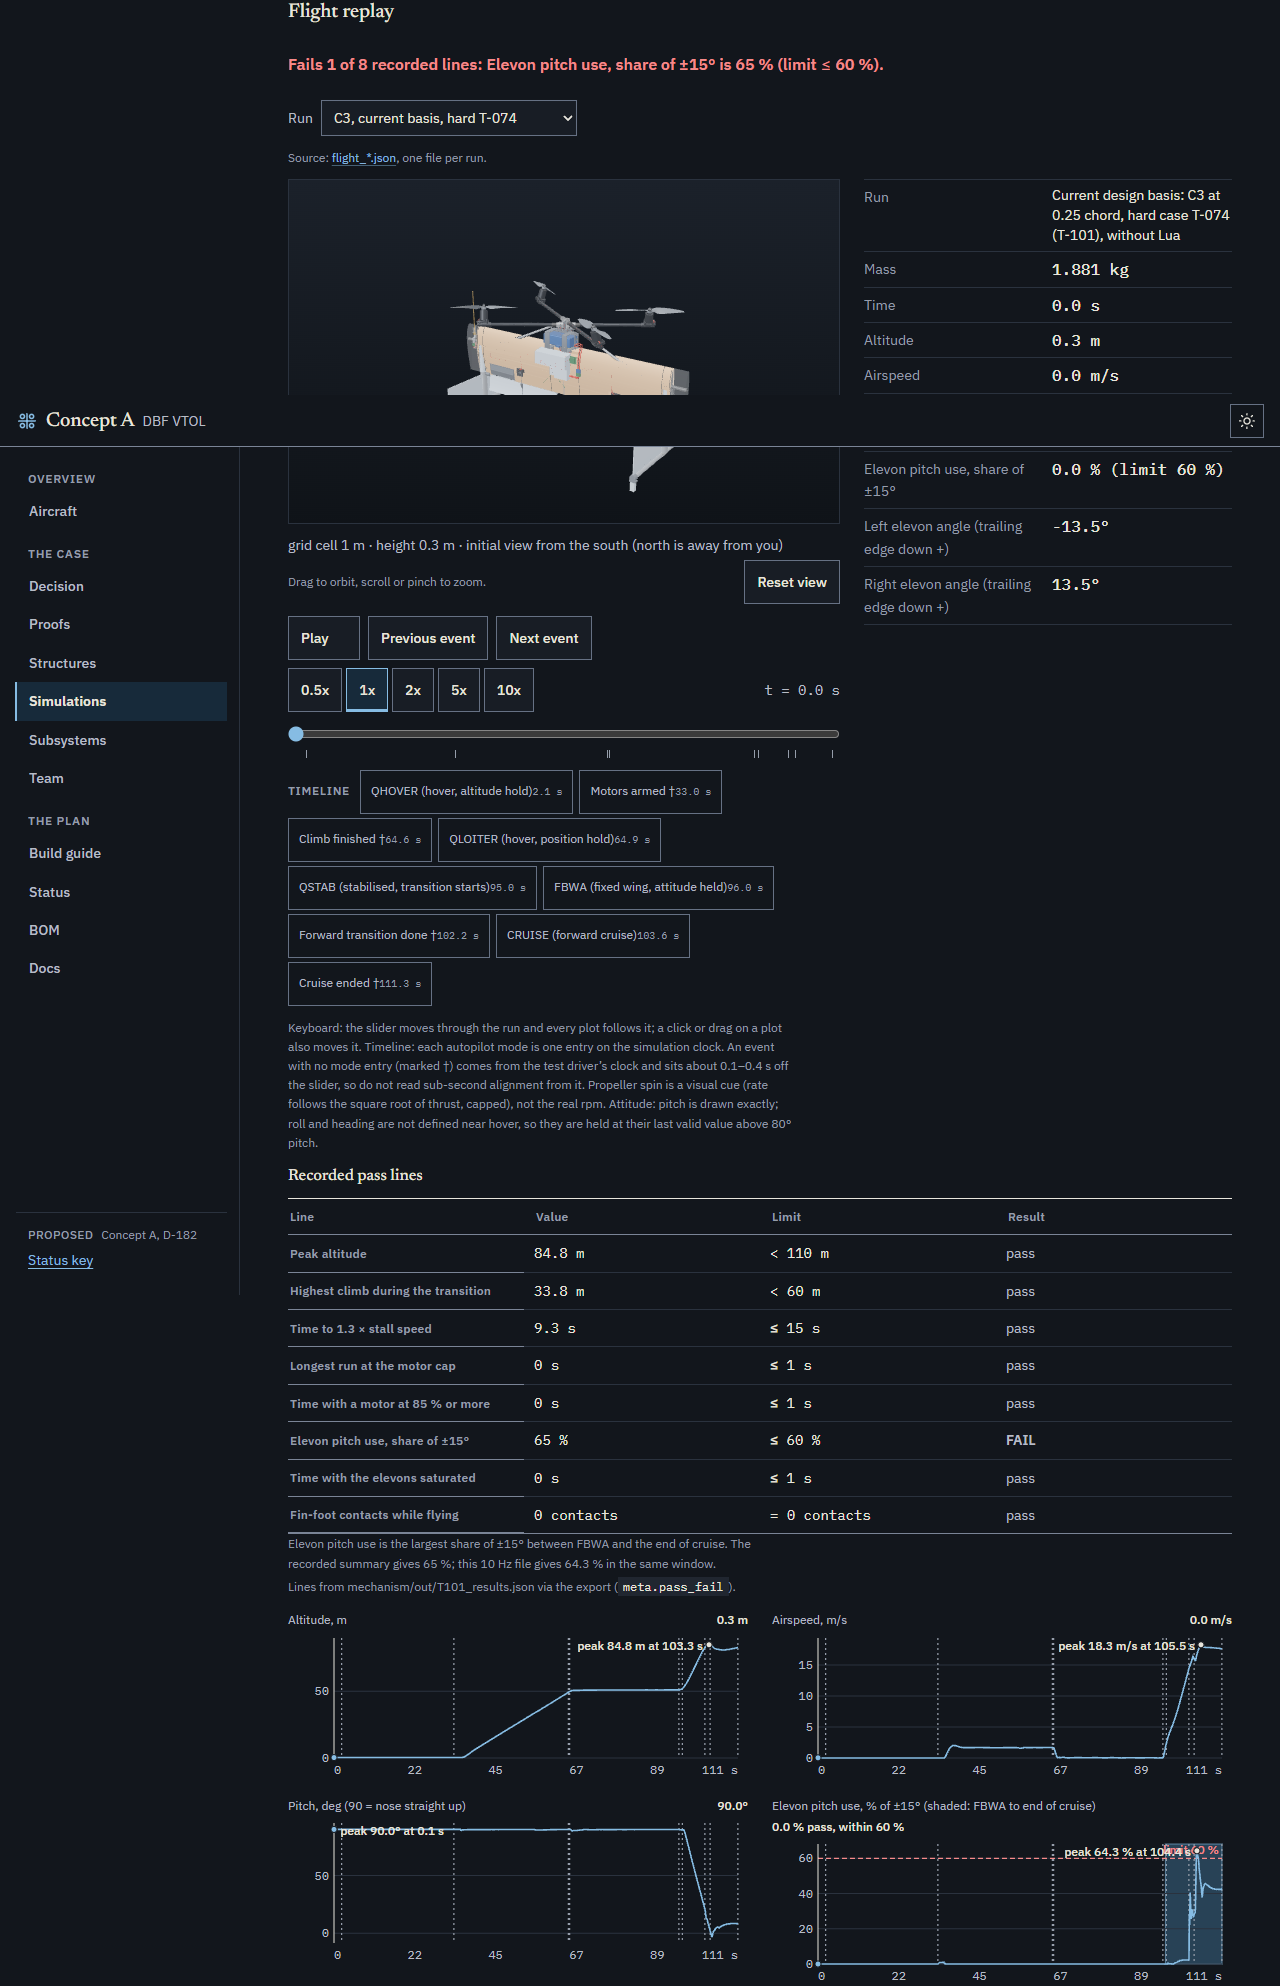 Flight replay
Fails 1 of 8 recorded lines: Elevon pitch use, share of ±15° is 65 % (limit ≤ 60 %).
Run
C3, current basis, hard T-074
Source: flight_*.json, one file per run.
Run
Current design basis: C3 at
0.25 chord, hard case T-074
(T-101), without Lua
Mass
1.881 kg
Time
0.0 s
Altitude
0.3 m
Airspeed
0.0 m/s
Concept A DBF VTOL
OVERVIEW
Aircraft
THE CASE
Decision
Proofs
Structures
Simulations
Subsystems
Team
THE PLAN
Build guide
Status
BOM
Docs
PROPOSED Concept A, D-182
Status key
Elevon pitch use, share of
±15°
0.0 % (limit 60 %)
Left elevon angle (trailing
edge down +)
-13.5°
Right elevon angle (trailing
edge down +)
13.5°
grid cell 1 m · height 0.3 m · initial view from the south (north is away from you)
Drag to orbit, scroll or pinch to zoom.
Reset view
Play
Previous event
Next event
0.5x
1x
2x
5x
10x
t = 0.0 s
TIMELINE
QHOVER (hover, altitude hold)2.1 s
Motors armed †33.0 s
Climb finished †64.6 s
QLOITER (hover, position hold)64.9 s
QSTAB (stabilised, transition starts)95.0 s
FBWA (fixed wing, attitude held)96.0 s
Forward transition done †102.2 s
CRUISE (forward cruise)103.6 s
Cruise ended †111.3 s
Keyboard: the slider moves through the run and every plot follows it; a click or drag on a plot
also moves it. Timeline: each autopilot mode is one entry on the simulation clock. An event
with no mode entry (marked †) comes from the test driver's clock and sits about 0.1–0.4 s off
the slider, so do not read sub-second alignment from it. Propeller spin is a visual cue (rate
follows the square root of thrust, capped), not the real rpm. Attitude: pitch is drawn exactly;
roll and heading are not defined near hover, so they are held at their last valid value above 80°
pitch.
Recorded pass lines
Line Value Limit Result
Peak altitude 84.8 m < 110 m pass
Highest climb during the transition 33.8 m < 60 m pass
Time to 1.3 × stall speed 9.3 s ≤ 15 s pass
Longest run at the motor cap 0 s ≤ 1 s pass
Time with a motor at 85 % or more 0 s ≤ 1 s pass
Elevon pitch use, share of ±15° 65 % ≤ 60 % FAIL
Time with the elevons saturated 0 s ≤ 1 s pass
Fin-foot contacts while flying 0 contacts = 0 contacts pass
Elevon pitch use is the largest share of ±15° between FBWA and the end of cruise. The
recorded summary gives 65 %; this 10 Hz file gives 64.3 % in the same window.
Lines from mechanism/out/T101_results.json via the export (meta.pass_fail).
Altitude, m
0.3 m
peak 84.8 m at 103.3 s
50
0
0 22 45 67 89 111 s
Airspeed, m/s
0.0 m/s
peak 18.3 m/s at 105.5 s
15
10
5
0
0 22 45 67 89 111 s
Pitch, deg (90 = nose straight up)
90.0°
peak 90.0° at 0.1 s
50
0
0 22 45 67 89 111 s
Elevon pitch use, % of ±15° (shaded: FBWA to end of cruise)
0.0 % pass, within 60 %
peak 64.3 % at 104.4 s
60
40
20
0
0 22 45 67 89 111 s